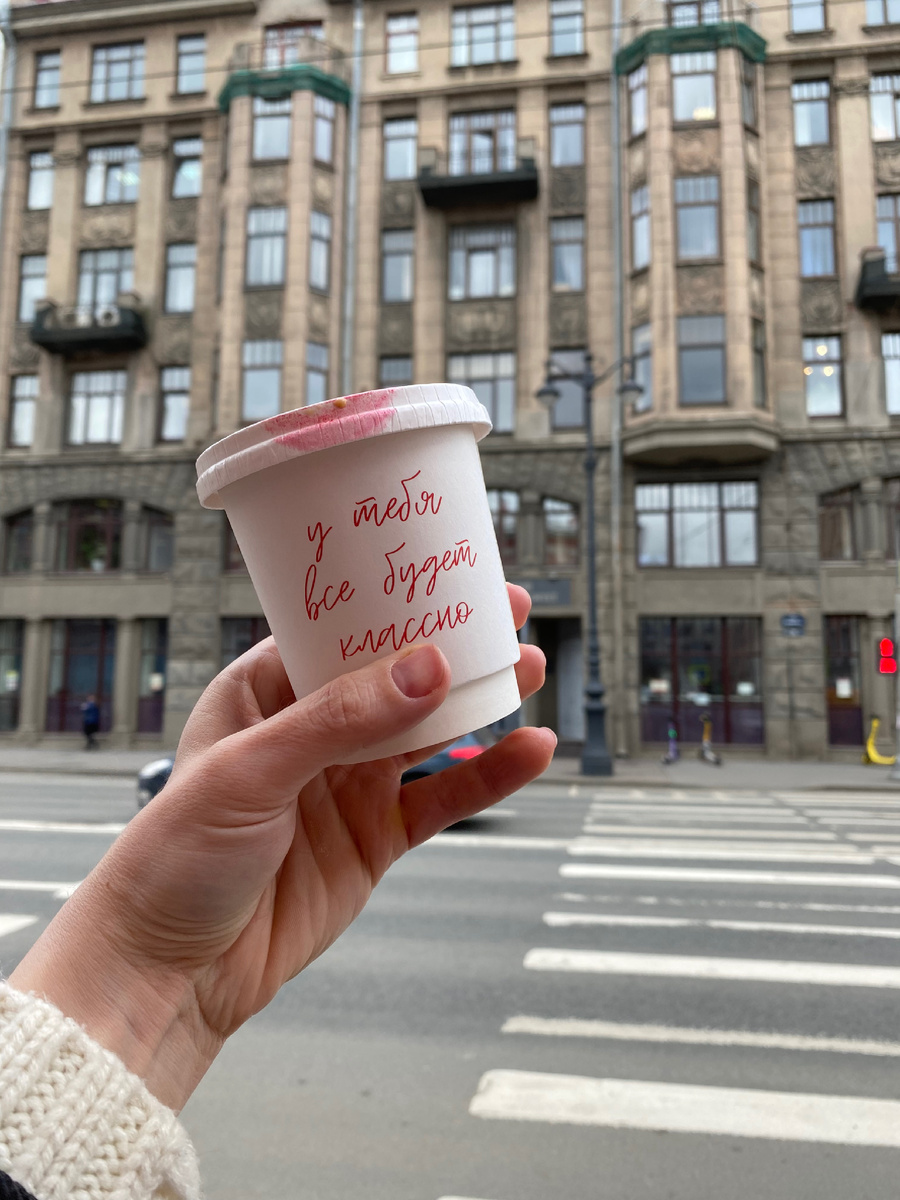 у тебя
все будет
классно